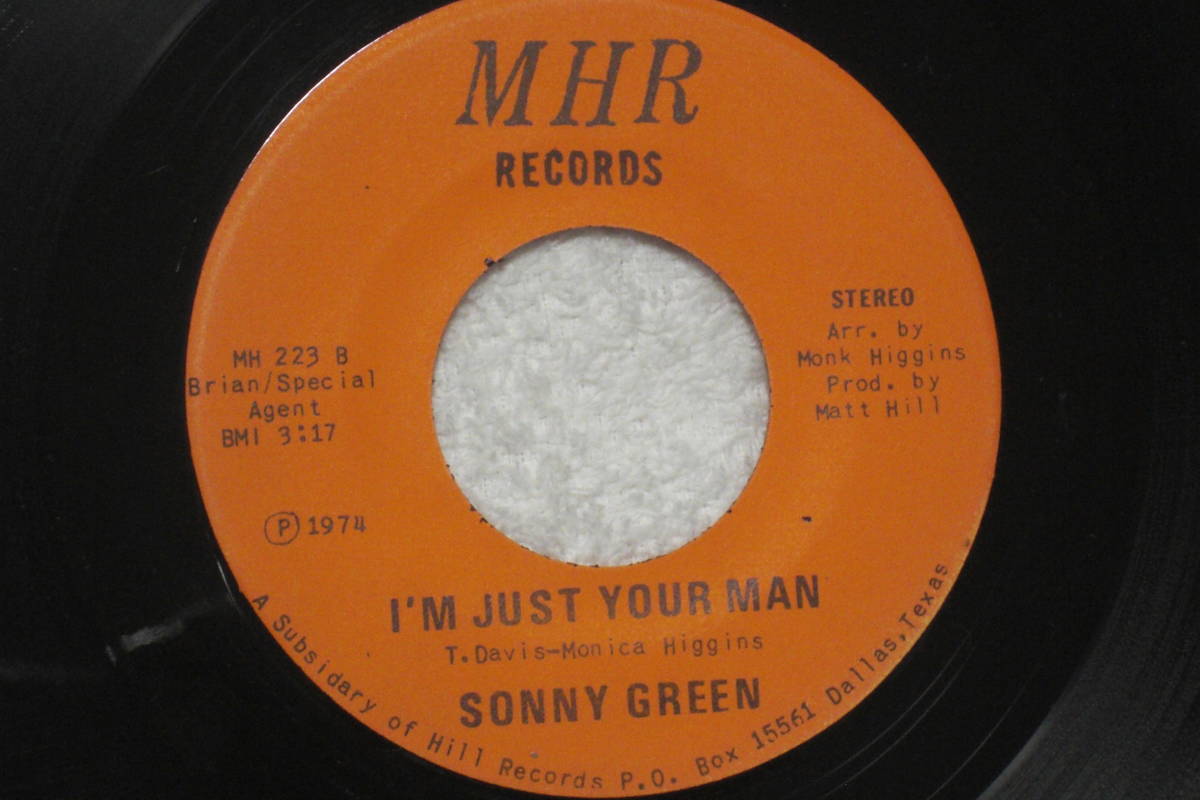 MHR
RECORDS
MH 223 B
Brian/Special
Agent
BMI 3:17
Ⓟ 1974
STEREO
Arr. by
Monk Higgins
Prod. by
Matt Hill
I'M JUST YOUR MAN
T.Davis-Monica Higgins
SONNY GREEN
A Subsidary of Hill Records P.O. Box 15561 Dallas,Texas